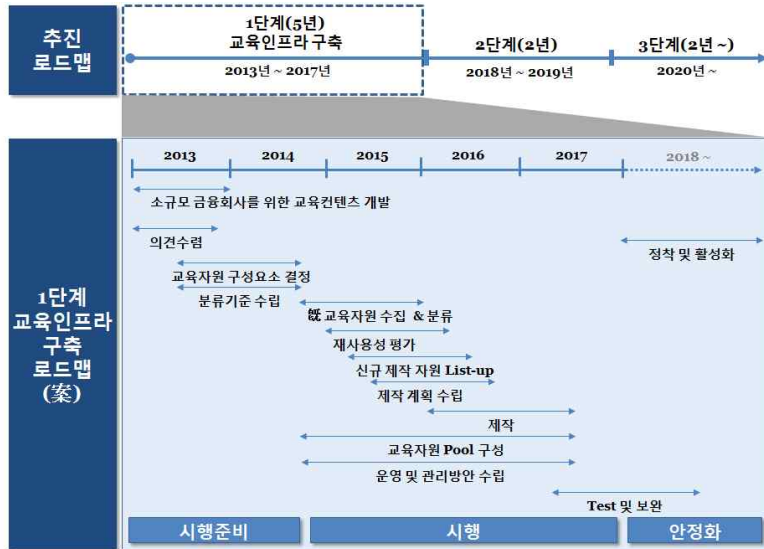 추진
로드맵
1단계(5년)
교육인프라 구축
2013년 ~ 2017년
2단계(2년)
2018년 ~ 2019년
3단계(2년 ~)
2020년 ~
1단계
교육인프라
구축
로드맵
(案)
2013 2014 2015 2016 2017 2018 ~
소규모 금융회사를 위한 교육컨텐츠 개발
의견수렴
정착 및 활성화
교육자원 구성요소 결정
분류기준 수립
旣 교육자원 수집 & 분류
재사용성 평가
신규 제작 자원 List-up
제작 계획 수립
제작
교육자원 Pool 구성
운영 및 관리방안 수립
Test 및 보완
시행준비 시행 안정화